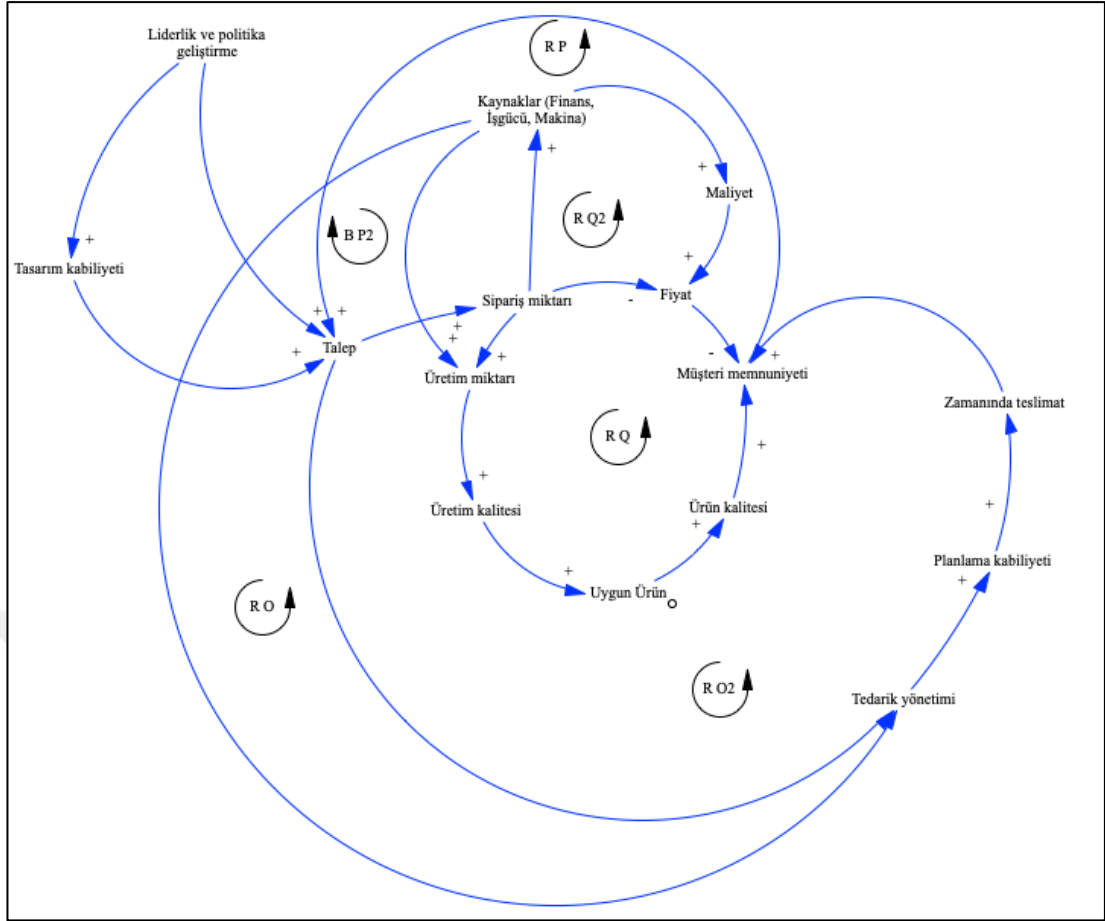 Liderlik ve politika
geliştirme
R P
Kaynaklar (Finans,
İşgücü, Makina)
+
+
Maliyet
R Q2
B P2
+
Tasarım kabiliyeti
+
Sipariş miktarı
-
Fiyat
+
+
+
+
+
Talep
+
-
+
Üretim miktarı
Müşteri memnuniyeti
Zamanında teslimat
R Q
+
+
Üretim kalitesi
Ürün kalitesi
+
+
Planlama kabiliyeti
+
+
Uygun Ürün
R O
R O2
Tedarik yönetimi